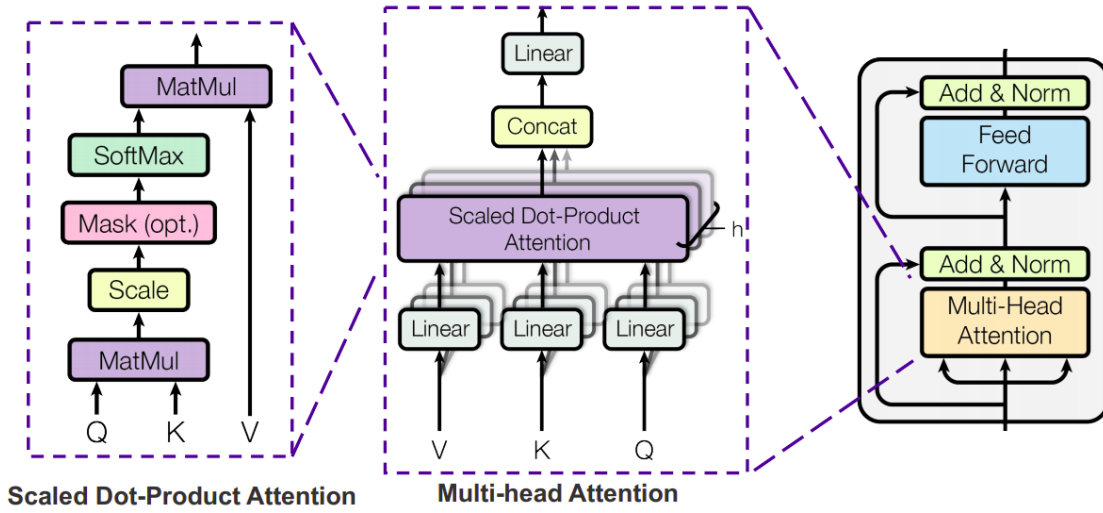 MatMul
SoftMax
Mask (opt.)
Scale
MatMul
Q K V
Scaled Dot-Product Attention
Linear
Concat
Scaled Dot-Product
Attention
h
Linear Linear Linear
V K Q
Multi-head Attention
Add & Norm
Feed
Forward
Add & Norm
Multi-Head
Attention